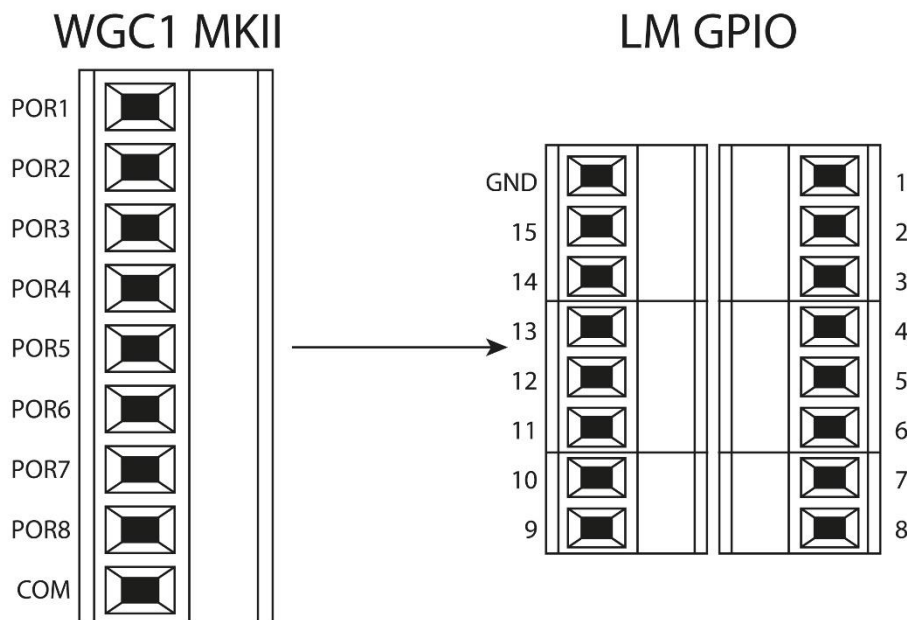 WGC1 MKII
POR1
POR2
POR3
POR4
POR5
POR6
POR7
POR8
COM
LM GPIO
GND 1
15 2
14 3
13 4
12 5
11 6
10 7
9 8